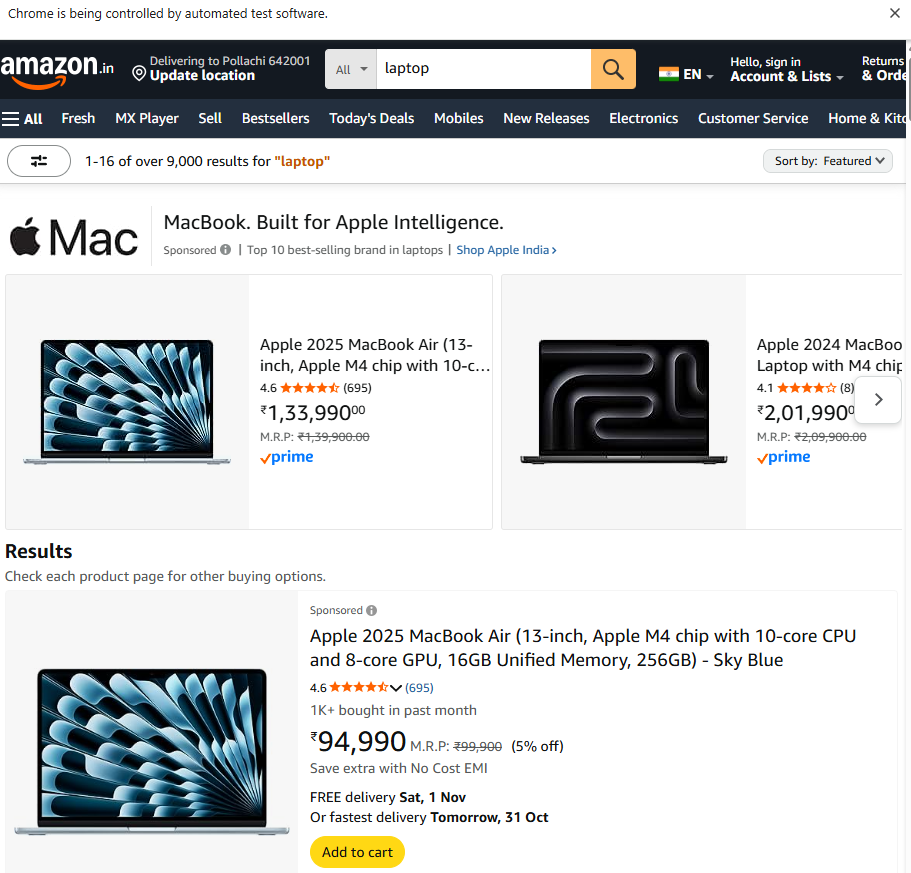 Chrome is being controlled by automated test software.
amazon.in
Delivering to Pollachi 642001
Update location
All
laptop
EN
Hello, sign in
Account & Lists
Returns
& Orde
All
Fresh
MX Player
Sell
Bestsellers
Today's Deals
Mobiles
New Releases
Electronics
Customer Service
Home & Kitc
1-16 of over 9,000 results for "laptop"
Sort by: Featured
Mac
MacBook. Built for Apple Intelligence.
Sponsored | Top 10 best-selling brand in laptops | Shop Apple India ›
Apple 2025 MacBook Air (13-
inch, Apple M4 chip with 10-c...
4.6 (695)
₹1,33,99000
M.R.P: ₹1,39,900.00
prime
Apple 2024 MacBoo
Laptop with M4 chip
4.1 (8)
₹2,01,9900
M.R.P: ₹2,09,900.00
prime
Results
Check each product page for other buying options.
Sponsored
Apple 2025 MacBook Air (13-inch, Apple M4 chip with 10-core CPU
and 8-core GPU, 16GB Unified Memory, 256GB) - Sky Blue
4.6 (695)
1K+ bought in past month
₹94,990 M.R.P: ₹99,900 (5% off)
Save extra with No Cost EMI
FREE delivery Sat, 1 Nov
Or fastest delivery Tomorrow, 31 Oct
Add to cart